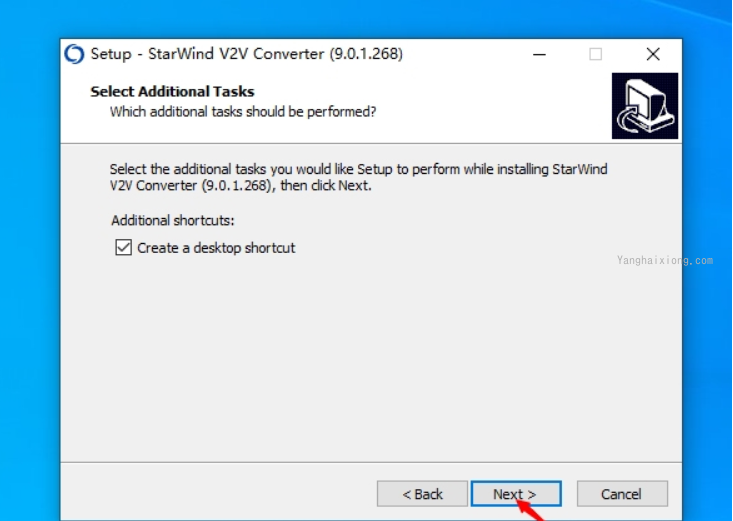 Setup - StarWind V2V Converter (9.0.1.268)
Select Additional Tasks
Which additional tasks should be performed?
Select the additional tasks you would like Setup to perform while installing StarWind
V2V Converter (9.0.1.268), then click Next.
Additional shortcuts:
Create a desktop shortcut
Yanghaixiong.com
< Back
Next >
Cancel